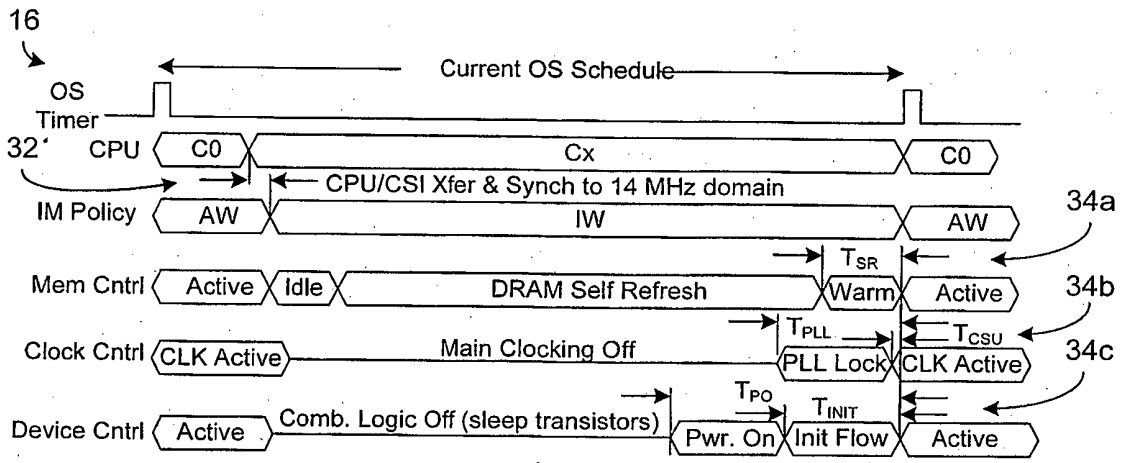 16
Current OS Schedule
OS
Timer
32'
CPU C0 Cx C0
CPU/CSI Xfer & Synch to 14 MHz domain
IM Policy AW IW AW
34a
TSR
Mem Cntrl Active Idle DRAM Self Refresh Warm Active
34b
TPLL TCSU
Clock Cntrl CLK Active Main Clocking Off PLL Lock CLK Active
34c
TPO TINIT
Device Cntrl Active Comb. Logic Off (sleep transistors) Pwr. On Init Flow Active